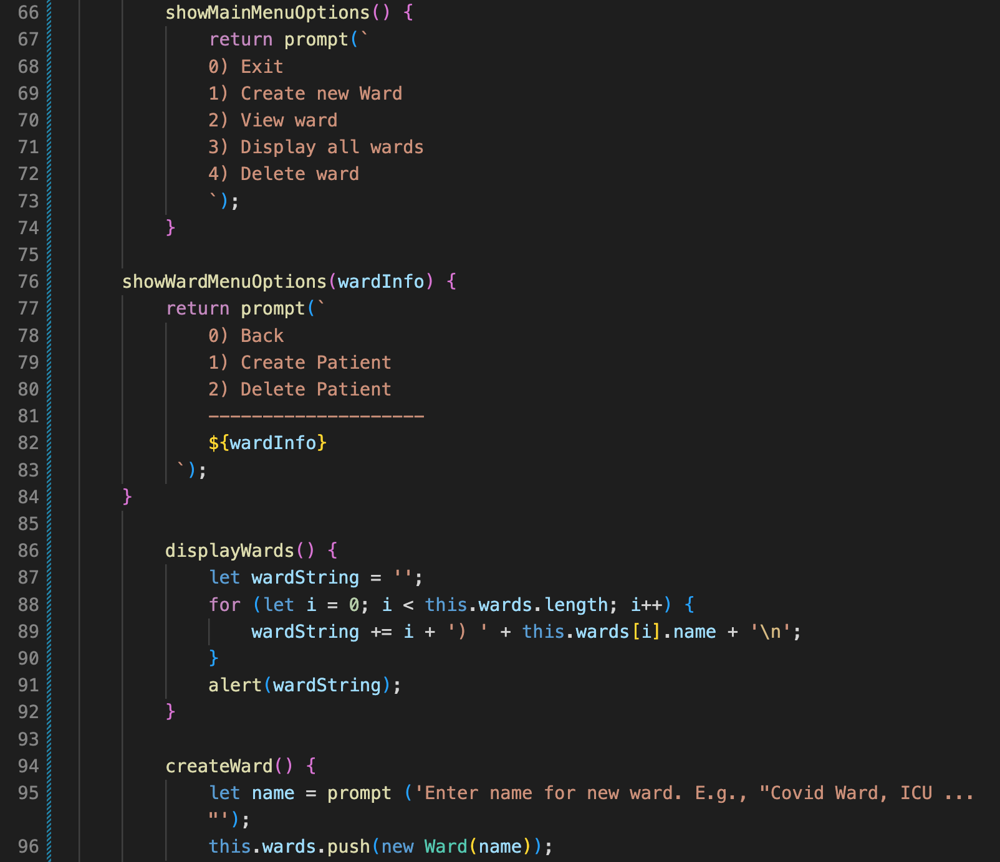 66 showMainMenuOptions() {
67 return prompt(`
68 0) Exit
69 1) Create new Ward
70 2) View ward
71 3) Display all wards
72 4) Delete ward
73 `);
74 }
75
76 showWardMenuOptions(wardInfo) {
77 return prompt(`
78 0) Back
79 1) Create Patient
80 2) Delete Patient
81 --------------------
82 ${wardInfo}
83 `);
84 }
85
86 displayWards() {
87 let wardString = '';
88 for (let i = 0; i < this.wards.length; i++) {
89 wardString += i + ') ' + this.wards[i].name + '\n';
90 }
91 alert(wardString);
92 }
93
94 createWard() {
95 let name = prompt ('Enter name for new ward. E.g., "Covid Ward, ICU ...
"');
96 this.wards.push(new Ward(name));